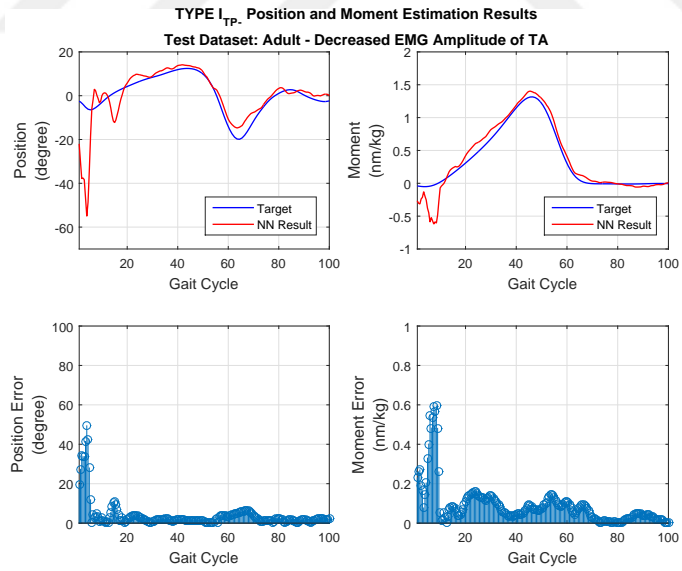 TYPE I_TP- Position and Moment Estimation Results
Test Dataset: Adult - Decreased EMG Amplitude of TA
20
0
-20
-40
-60
Position
(degree)
Target
NN Result
20
40
60
80
100
Gait Cycle
2
1.5
1
0.5
0
-0.5
-1
Moment
(nm/kg)
Target
NN Result
20
40
60
80
100
Gait Cycle
100
80
60
40
20
0
Position Error
(degree)
20
40
60
80
100
Gait Cycle
1
0.8
0.6
0.4
0.2
0
Moment Error
(nm/kg)
20
40
60
80
100
Gait Cycle